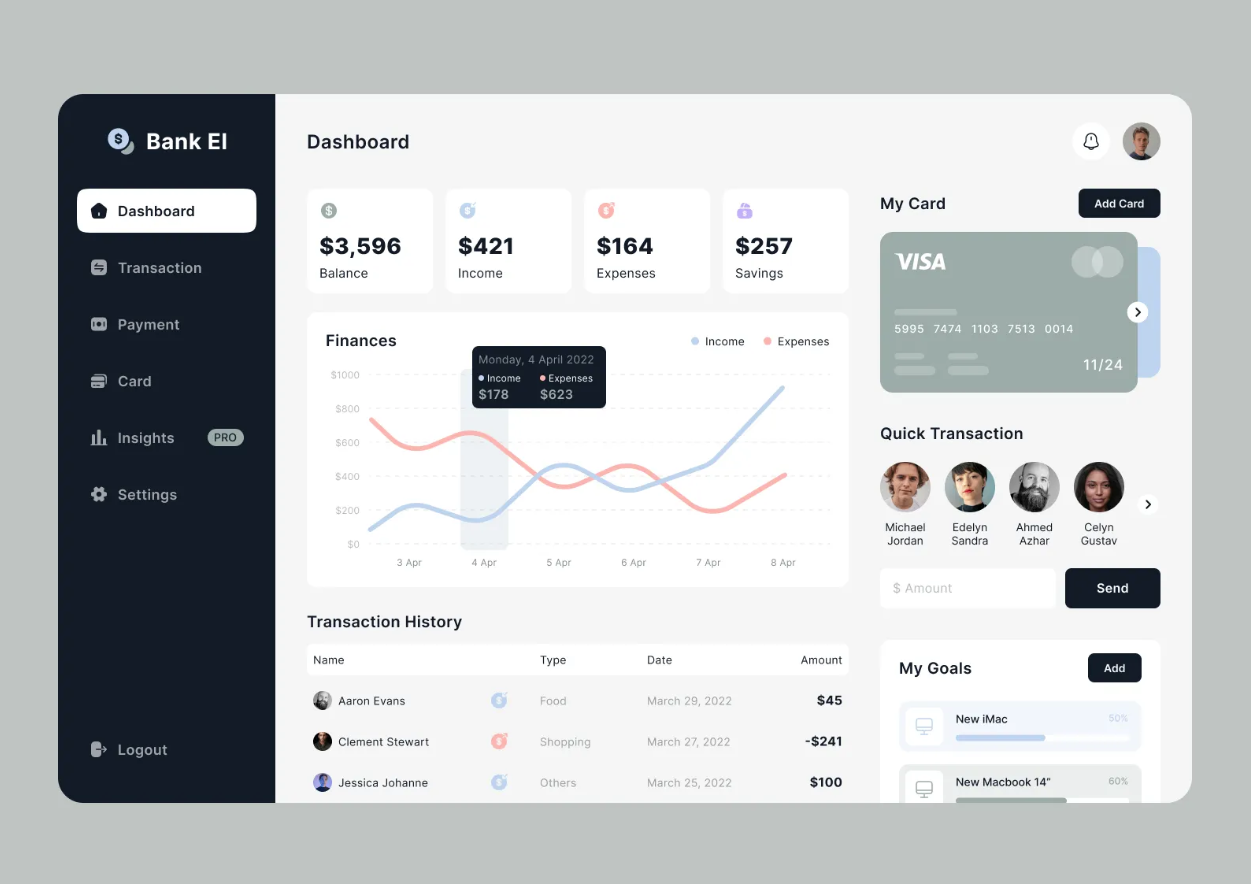 Bank El
Dashboard
Transaction
Payment
Card
Insights PRO
Settings
Logout
Dashboard
$3,596
Balance
$421
Income
$164
Expenses
$257
Savings
Finances
Income Expenses
Monday, 4 April 2022
Income Expenses
$178 $623
$1000
$800
$600
$400
$200
$0
3 Apr 4 Apr 5 Apr 6 Apr 7 Apr 8 Apr
Transaction History
Name Type Date Amount
Aaron Evans Food March 29, 2022 $45
Clement Stewart Shopping March 27, 2022 -$241
Jessica Johanne Others March 25, 2022 $100
My Card Add Card
VISA
5995 7474 1103 7513 0014
11/24
Quick Transaction
Michael
Jordan
Edelyn
Sandra
Ahmed
Azhar
Celyn
Gustav
$ Amount Send
My Goals Add
New iMac 50%
New Macbook 14" 60%